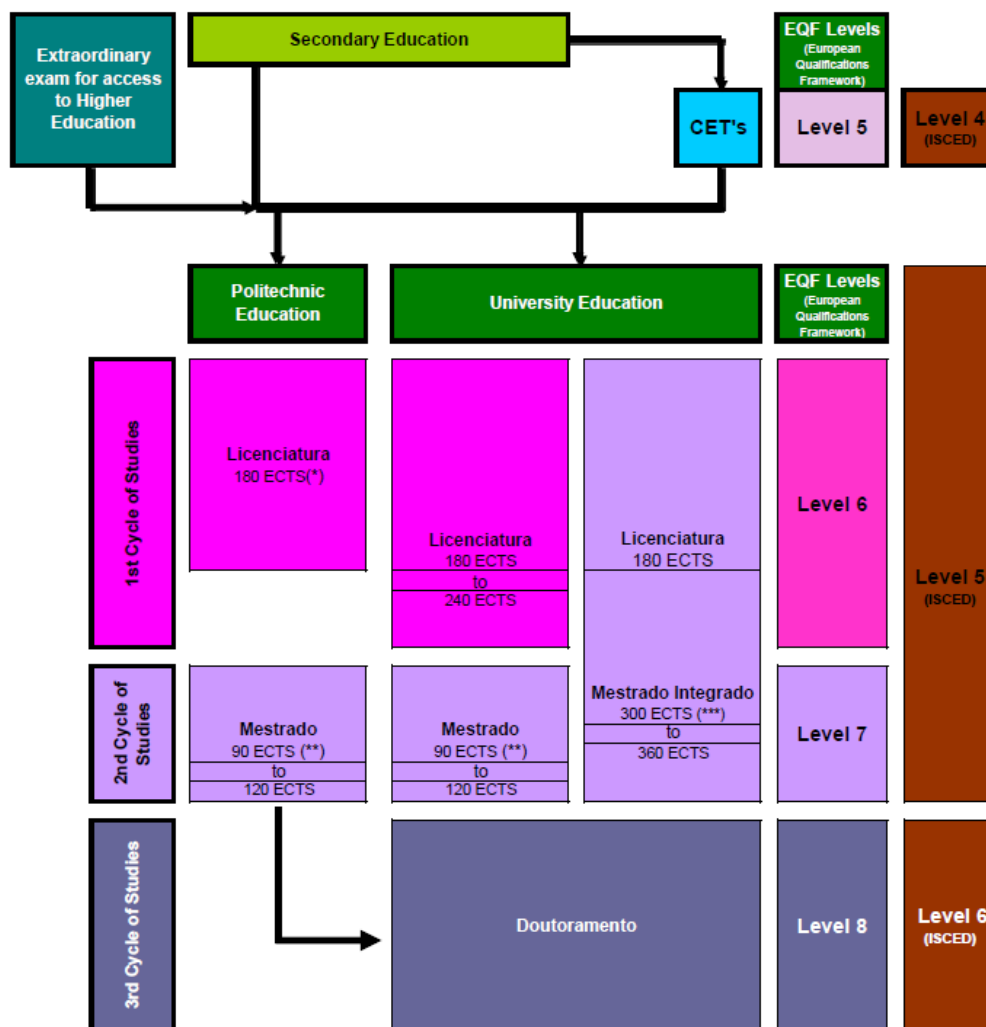 Extraordinary
exam for access
to Higher
Education
Secondary Education
CET's
EQF Levels
(European
Qualifications
Framework)
Level 5
Level 4
(ISCED)
Politechnic
Education
University Education
EQF Levels
(European
Qualifications
Framework)
1st Cycle of Studies
Licenciatura
180 ECTS(*)
Licenciatura
180 ECTS
to
240 ECTS
Licenciatura
180 ECTS
Level 6
Level 5
(ISCED)
2nd Cycle of
Studies
Mestrado
90 ECTS (**)
to
120 ECTS
Mestrado
90 ECTS (**)
to
120 ECTS
Mestrado Integrado
300 ECTS (***)
to
360 ECTS
Level 7
3rd Cycle of Studies
Doutoramento
Level 8
Level 6
(ISCED)